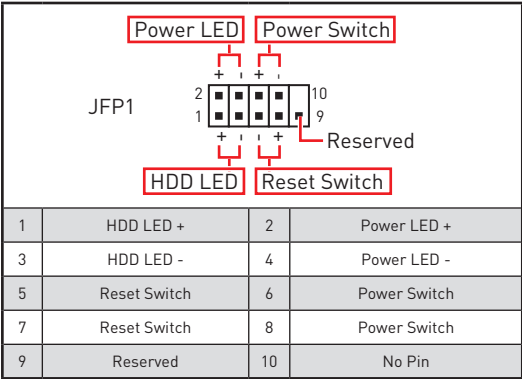 Power LED Power Switch
+ - + -
JFP1
2 10
1 9
+ - - +
Reserved
HDD LED Reset Switch
1 HDD LED + 2 Power LED +
3 HDD LED - 4 Power LED -
5 Reset Switch 6 Power Switch
7 Reset Switch 8 Power Switch
9 Reserved 10 No Pin